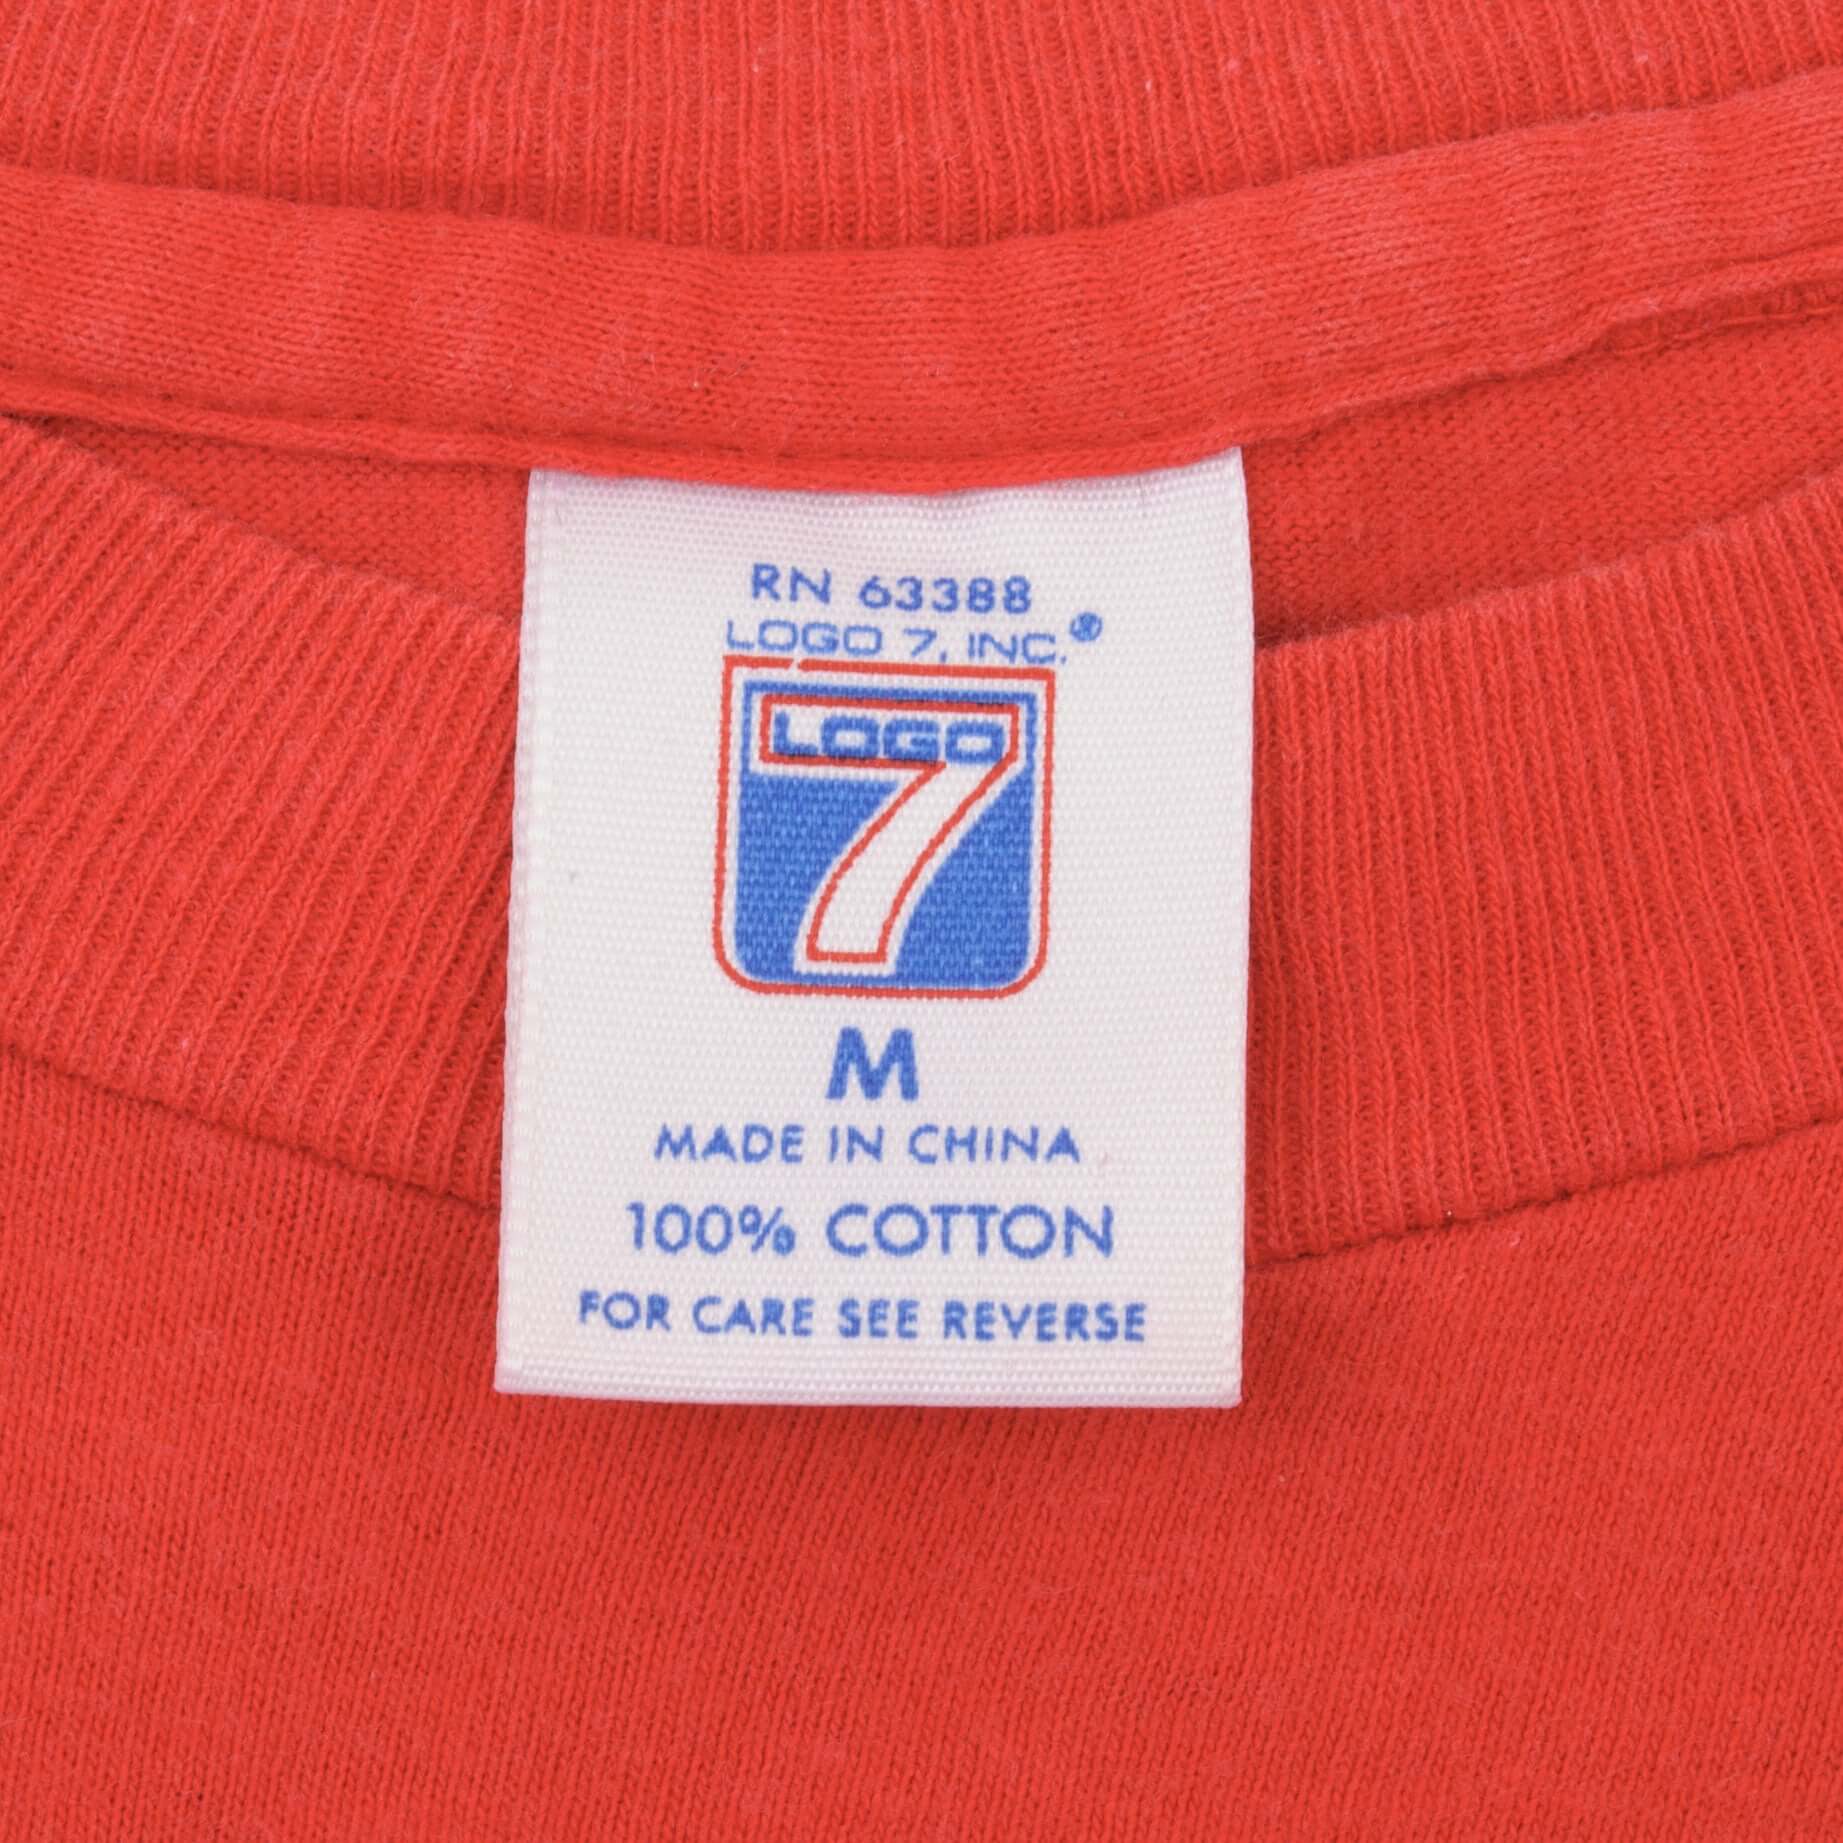 RN 63388
LOGO 7, INC.®
LOGO
7
M
MADE IN CHINA
100% COTTON
FOR CARE SEE REVERSE